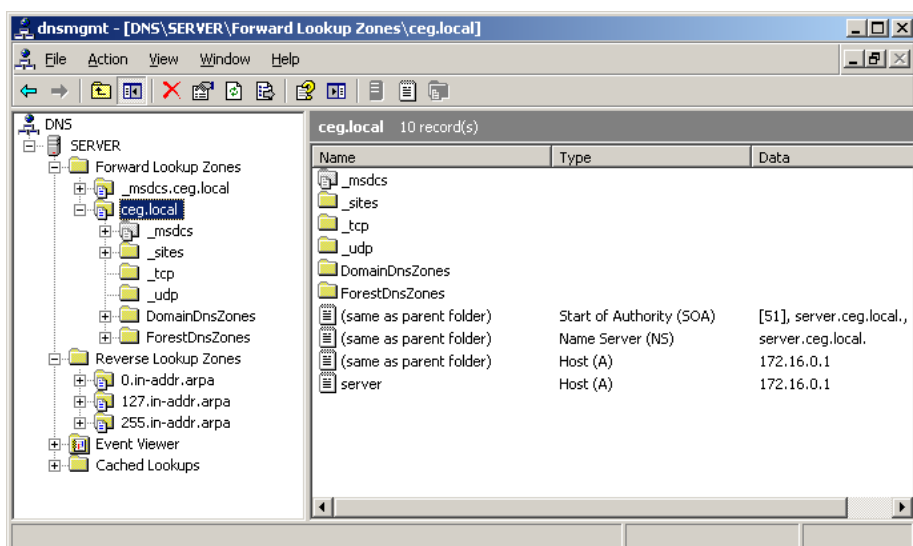 dnsmgmt - [DNS\SERVER\Forward Lookup Zones\ceg.local]
File Action View Window Help
DNS
SERVER
Forward Lookup Zones
_msdcs.ceg.local
ceg.local
_msdcs
_sites
_tcp
_udp
DomainDnsZones
ForestDnsZones
Reverse Lookup Zones
0.in-addr.arpa
127.in-addr.arpa
255.in-addr.arpa
Event Viewer
Cached Lookups
ceg.local 10 record(s)
Name Type Data
_msdcs
_sites
_tcp
_udp
DomainDnsZones
ForestDnsZones
(same as parent folder) Start of Authority (SOA) [51], server.ceg.local.,
(same as parent folder) Name Server (NS) server.ceg.local.
(same as parent folder) Host (A) 172.16.0.1
server Host (A) 172.16.0.1